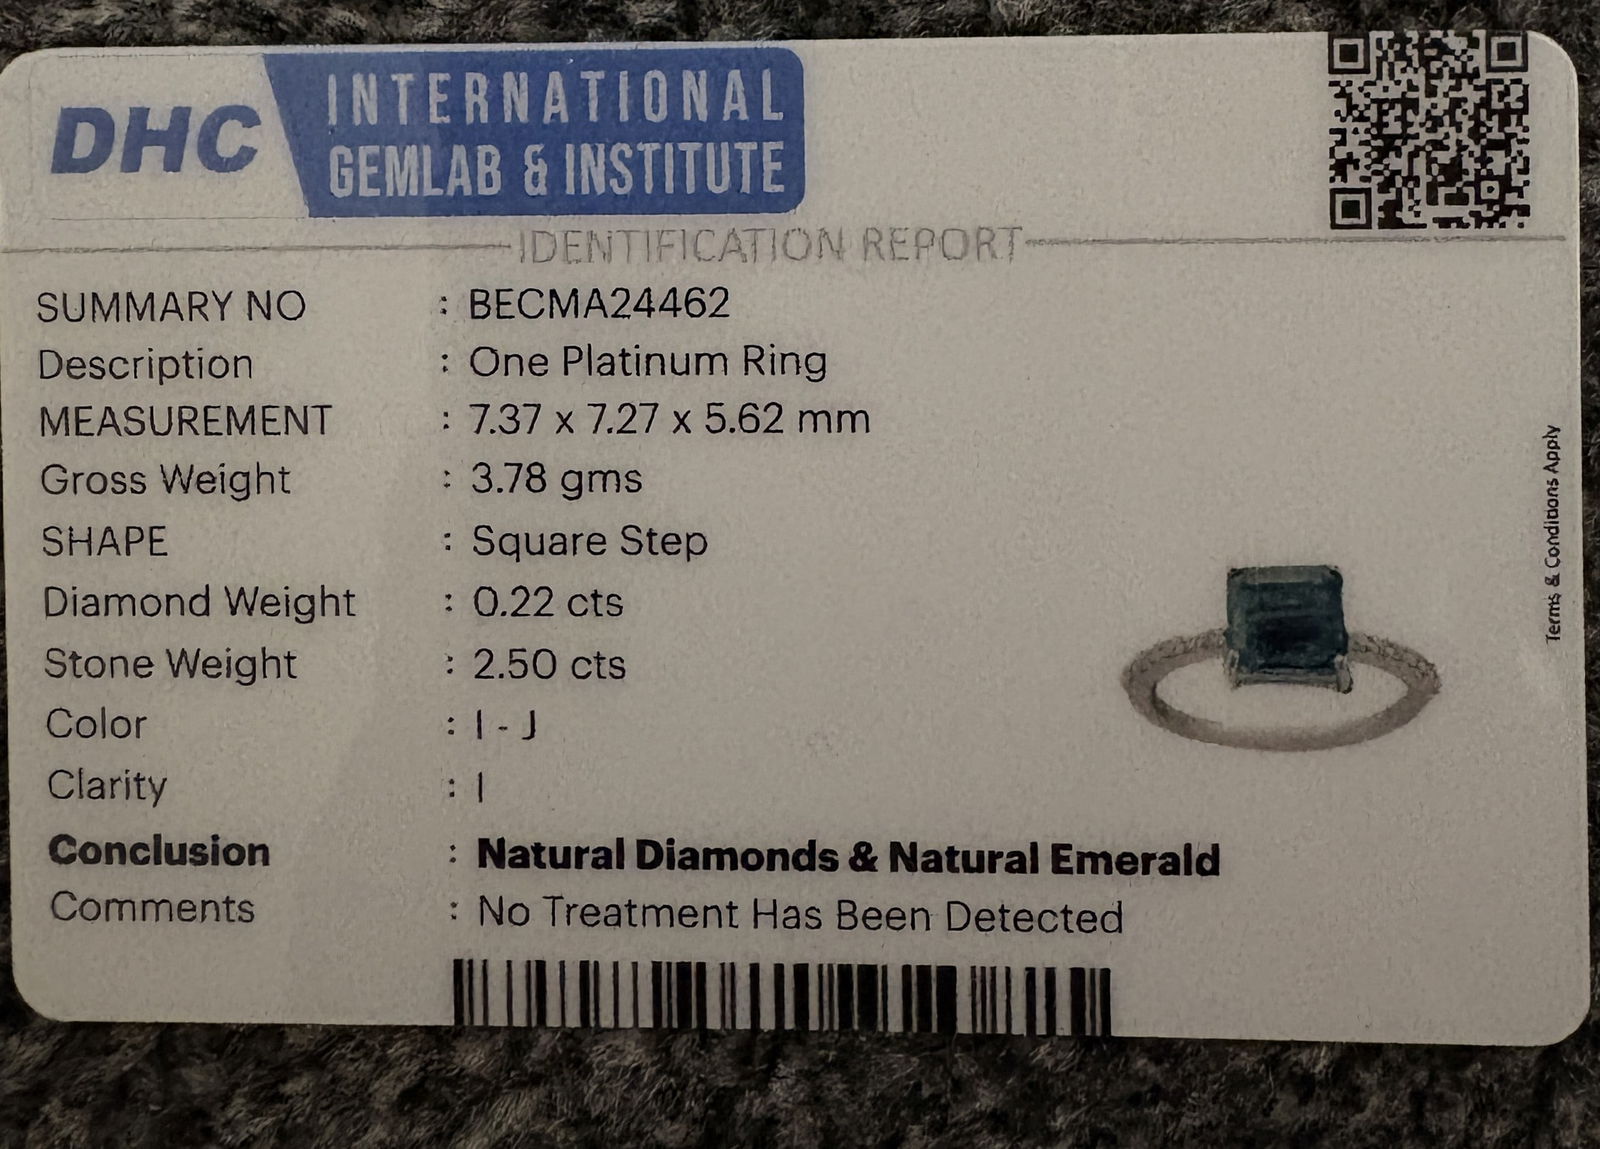 DHC INTERNATIONAL
GEMLAB & INSTITUTE
IDENTIFICATION REPORT
SUMMARY NO : BECMA24462
Description : One Platinum Ring
MEASUREMENT : 7.37 x 7.27 x 5.62 mm
Gross Weight : 3.78 gms
SHAPE : Square Step
Diamond Weight : 0.22 cts
Stone Weight : 2.50 cts
Color : I - J
Clarity : I
Conclusion : Natural Diamonds & Natural Emerald
Comments : No Treatment Has Been Detected
Terms & Conditions Apply